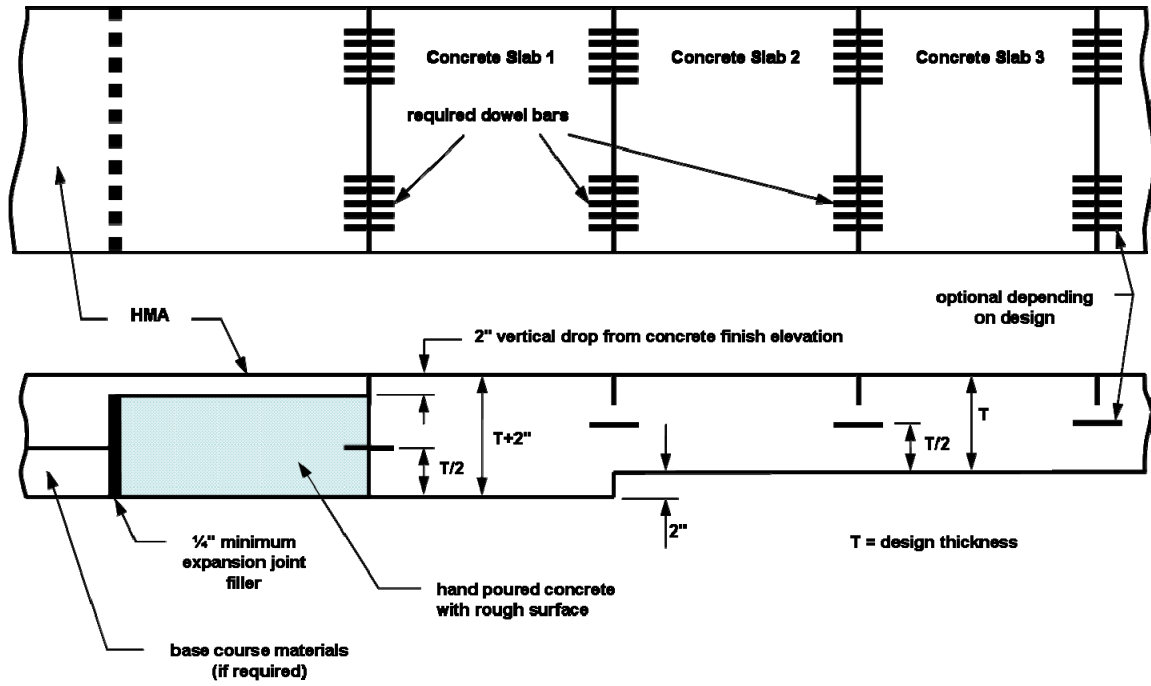 Concrete Slab 1
Concrete Slab 2
Concrete Slab 3
required dowel bars
HMA
optional depending
on design
2" vertical drop from concrete finish elevation
T+2"
T/2
T
T/2
2"
¼" minimum
expansion joint
filler
T = design thickness
hand poured concrete
with rough surface
base course materials
(if required)